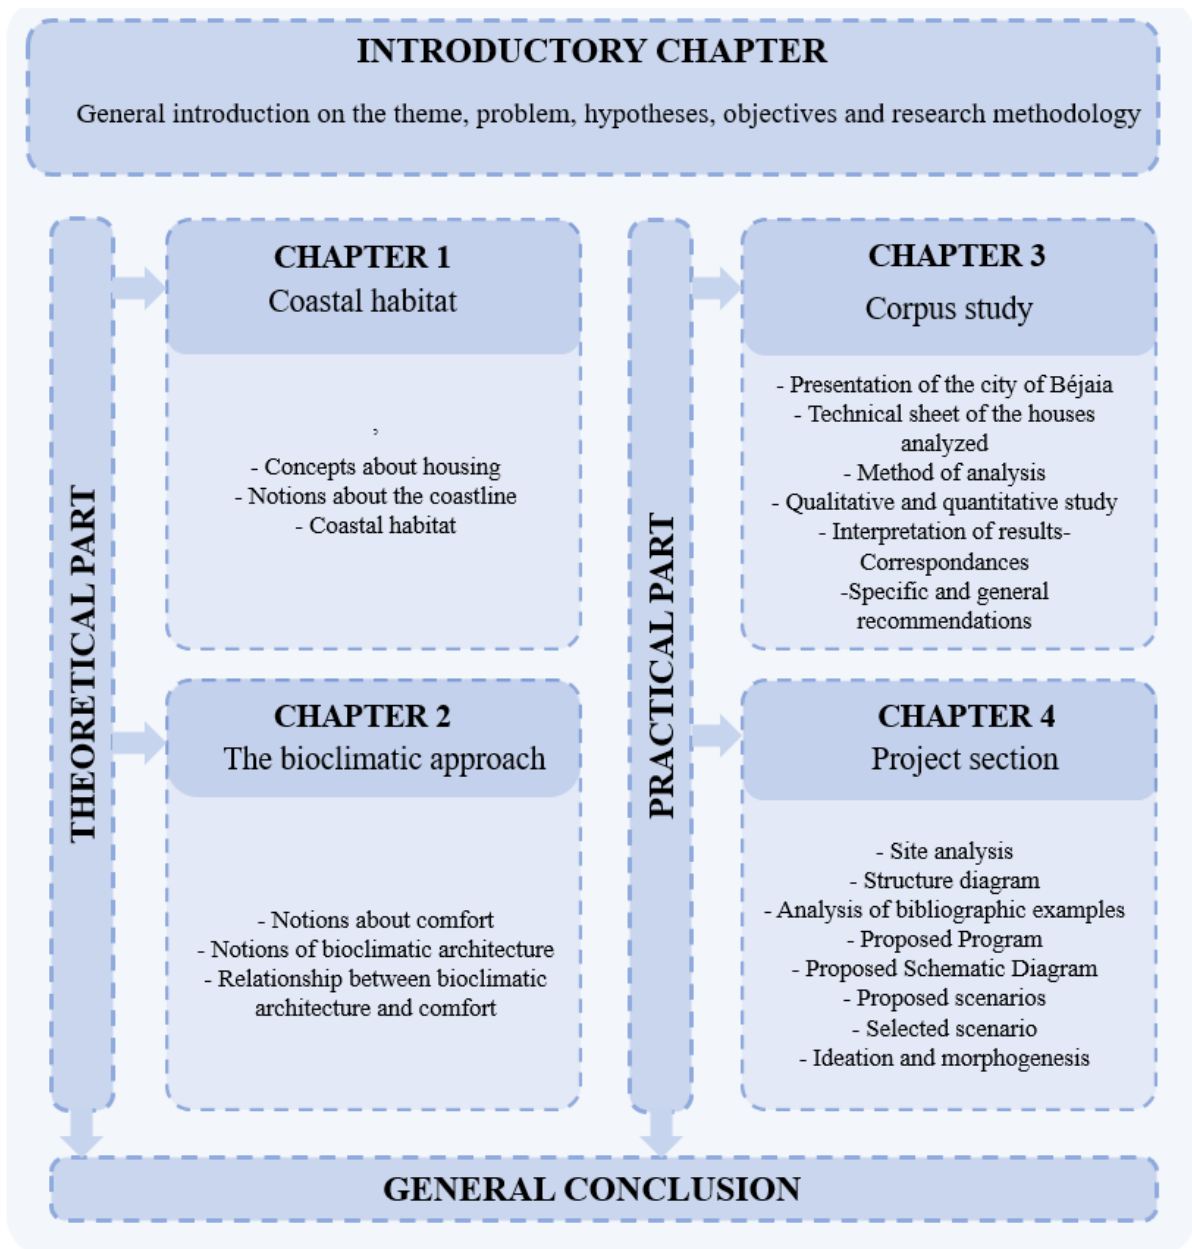 INTRODUCTORY CHAPTER
General introduction on the theme, problem, hypotheses, objectives and research methodology
THEORETICAL PART
CHAPTER 1
Coastal habitat
,
- Concepts about housing
- Notions about the coastline
- Coastal habitat
CHAPTER 2
The bioclimatic approach
- Notions about comfort
- Notions of bioclimatic architecture
- Relationship between bioclimatic
architecture and comfort
PRACTICAL PART
CHAPTER 3
Corpus study
- Presentation of the city of Béjaia
- Technical sheet of the houses
analyzed
- Method of analysis
- Qualitative and quantitative study
- Interpretation of results-
Correspondances
-Specific and general
recommendations
CHAPTER 4
Project section
- Site analysis
- Structure diagram
- Analysis of bibliographic examples
- Proposed Program
- Proposed Schematic Diagram
- Proposed scenarios
- Selected scenario
- Ideation and morphogenesis
GENERAL CONCLUSION